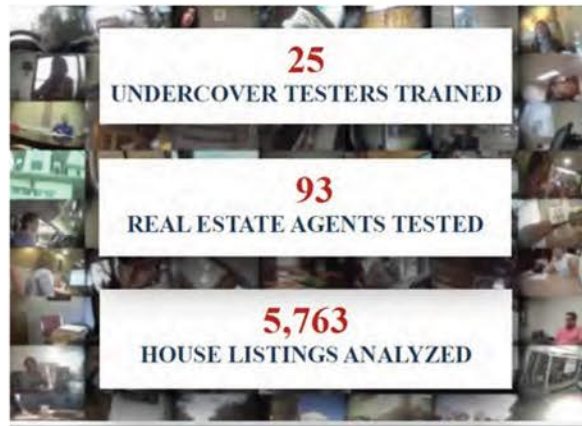 25
UNDERCOVER TESTERS TRAINED
93
REAL ESTATE AGENTS TESTED
5,763
HOUSE LISTINGS ANALYZED